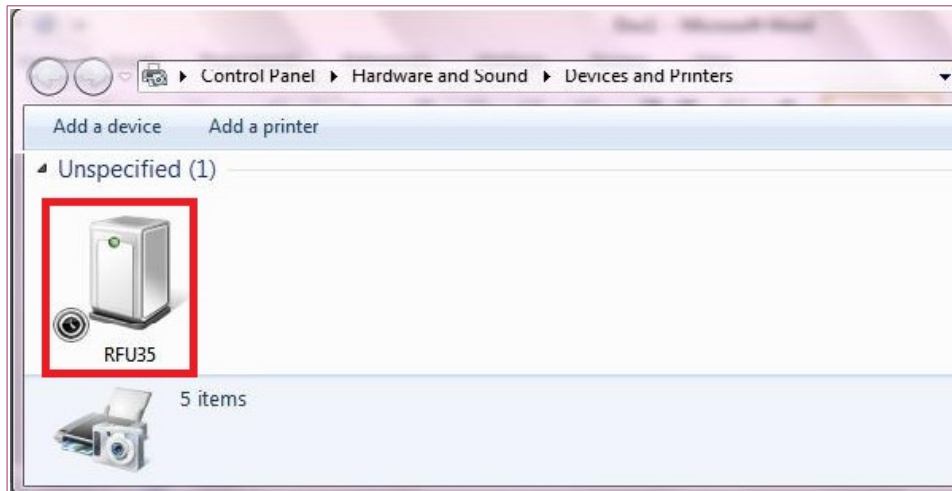 Control Panel Hardware and Sound Devices and Printers
Add a device Add a printer
Unspecified (1)
RFU35
5 items